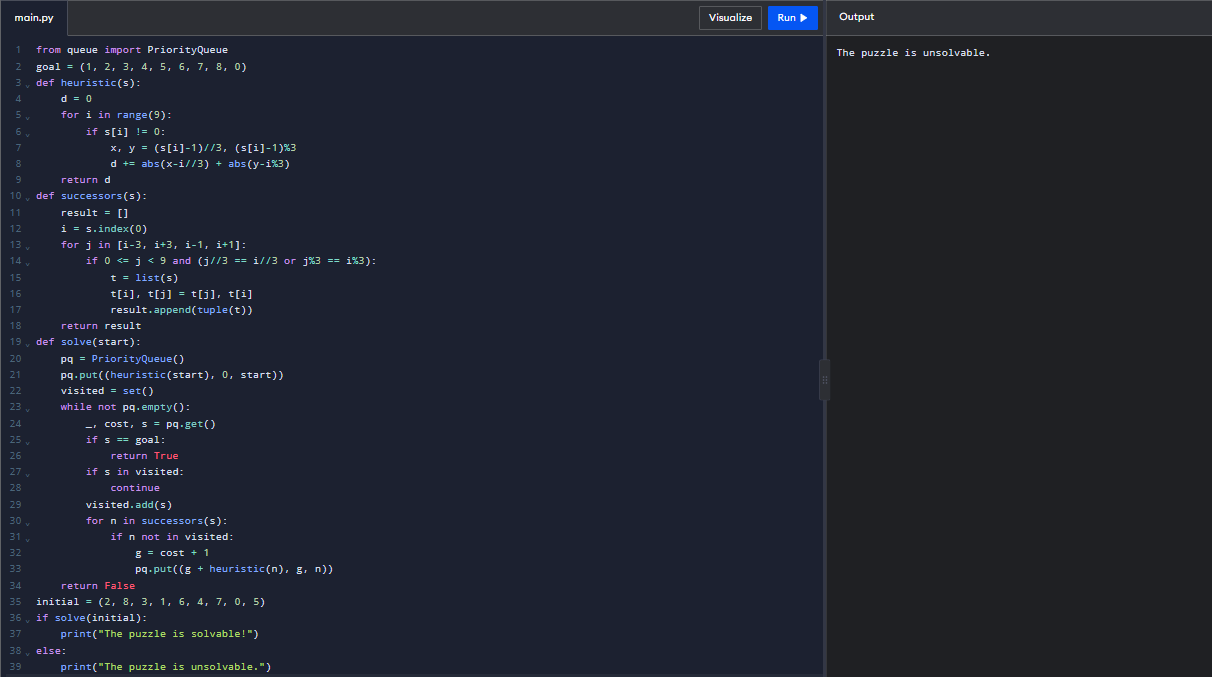 main.py
Visualize
Run
Output
1 from queue import PriorityQueue
2 goal = (1, 2, 3, 4, 5, 6, 7, 8, 0)
3 def heuristic(s):
4     d = 0
5     for i in range(9):
6         if s[i] != 0:
7             x, y = (s[i]-1)//3, (s[i]-1)%3
8             d += abs(x-i//3) + abs(y-i%3)
9     return d
10 def successors(s):
11     result = []
12     i = s.index(0)
13     for j in [i-3, i+3, i-1, i+1]:
14         if 0 <= j < 9 and (j//3 == i//3 or j%3 == i%3):
15             t = list(s)
16             t[i], t[j] = t[j], t[i]
17             result.append(tuple(t))
18     return result
19 def solve(start):
20     pq = PriorityQueue()
21     pq.put((heuristic(start), 0, start))
22     visited = set()
23     while not pq.empty():
24         _, cost, s = pq.get()
25         if s == goal:
26             return True
27         if s in visited:
28             continue
29         visited.add(s)
30         for n in successors(s):
31             if n not in visited:
32                 g = cost + 1
33                 pq.put((g + heuristic(n), g, n))
34     return False
35 initial = (2, 8, 3, 1, 6, 4, 7, 0, 5)
36 if solve(initial):
37     print("The puzzle is solvable!")
38 else:
39     print("The puzzle is unsolvable.")
The puzzle is unsolvable.